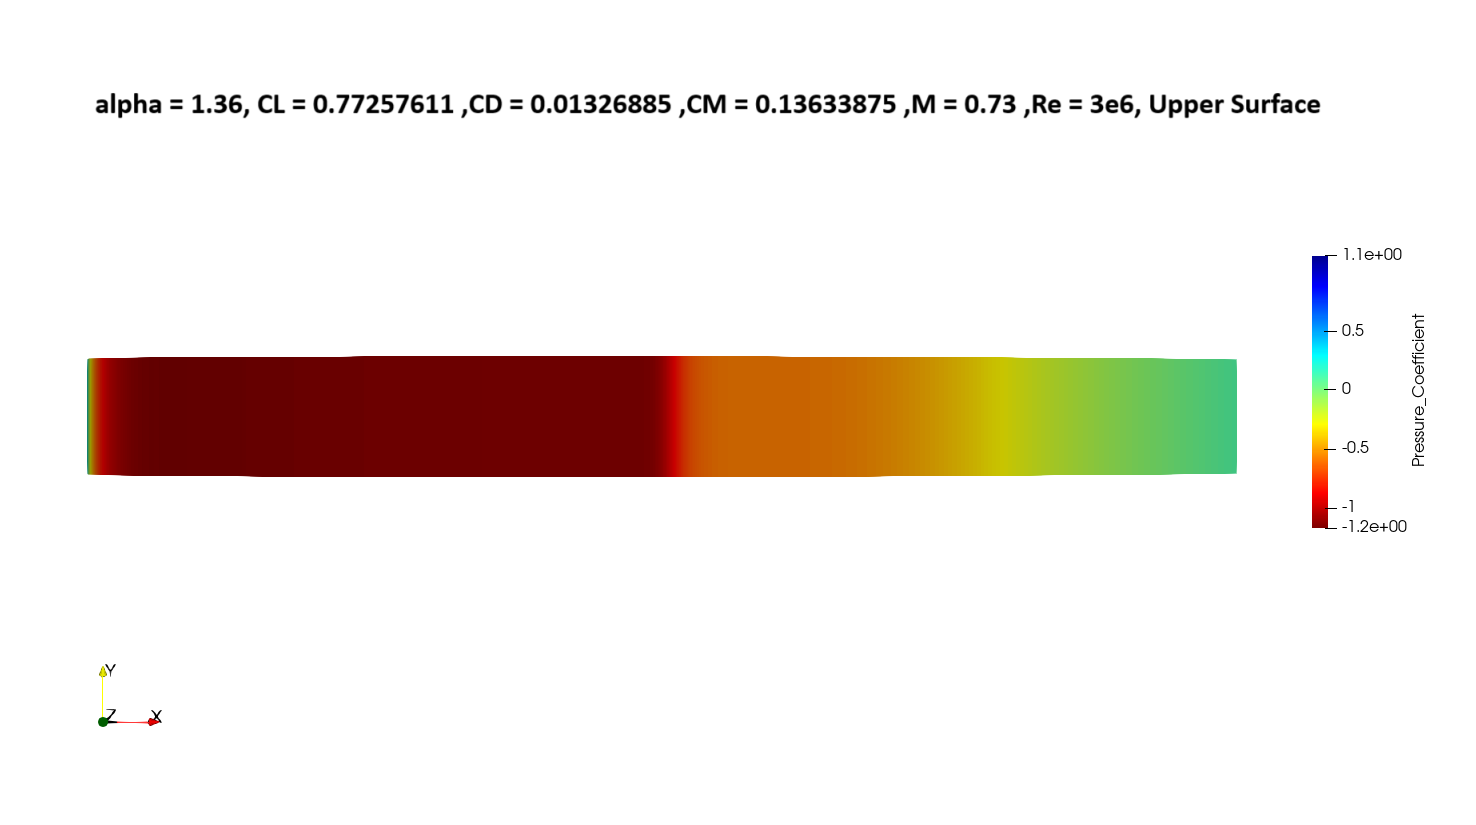 alpha = 1.36, CL = 0.77257611 ,CD = 0.01326885 ,CM = 0.13633875 ,M = 0.73 ,Re = 3e6, Upper Surface
1.1e+00
0.5
0
-0.5
-1
-1.2e+00
Pressure_Coefficient
Y
Z
X